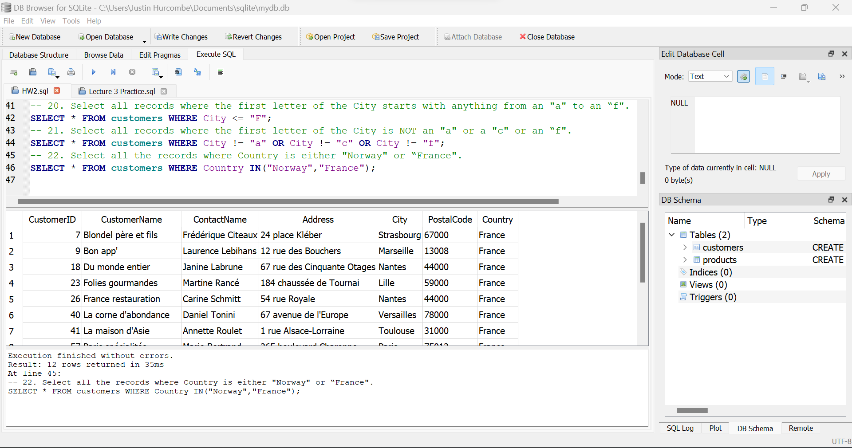 DB Browser for SQLite - C:\Users\Justin Hurcombe\Documents\sqlite\mydb.db
File Edit View Tools Help
New Database Open Database Write Changes Revert Changes Open Project Save Project Attach Database Close Database
Database Structure Browse Data Edit Pragmas Execute SQL
HW2.sql Lecture 3 Practice.sql
41 -- 20. Select all records where the first letter of the City starts with anything from an "a" to an "f".
42 SELECT * FROM customers WHERE City <= "F";
43 -- 21. Select all records where the first letter of the City is NOT an "a" or a "c" or an "f".
44 SELECT * FROM customers WHERE City != "a" OR City != "c" OR City != "f";
45 -- 22. Select all the records where Country is either "Norway" or "France".
46 SELECT * FROM customers WHERE Country IN("Norway","France");
47
CustomerID CustomerName ContactName Address City PostalCode Country
1 7 Blondel père et fils Frédérique Citeaux 24 place Kléber Strasbourg 67000 France
2 9 Bon app' Laurence Lebihans 12 rue des Bouchers Marseille 13008 France
3 18 Du monde entier Janine Labrune 67 rue des Cinquante Otages Nantes 44000 France
4 23 Folies gourmandes Martine Rancé 184 chaussée de Tournai Lille 59000 France
5 26 France restauration Carine Schmitt 54 rue Royale Nantes 44000 France
6 40 La corne d'abondance Daniel Tonini 67 avenue de l'Europe Versailles 78000 France
7 41 La maison d'Asie Annette Roulet 1 rue Alsace-Lorraine Toulouse 31000 France
Execution finished without errors.
Result: 12 rows returned in 35ms
At line 45:
-- 22. Select all the records where Country is either "Norway" or "France".
SELECT * FROM customers WHERE Country IN("Norway","France");
Edit Database Cell
Mode: Text
NULL
Type of data currently in cell: NULL
0 byte(s)
Apply
DB Schema
Name Type Schema
Tables (2)
customers CREATE
products CREATE
Indices (0)
Views (0)
Triggers (0)
SQL Log Plot DB Schema Remote
UTF-8